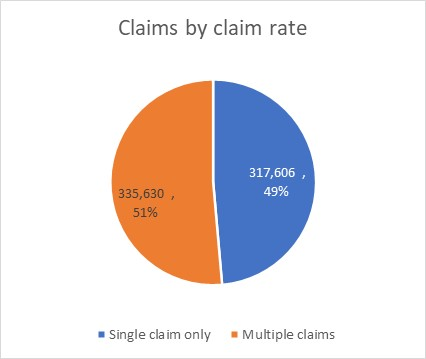 Claims by claim rate
317,606 ,
49%
335,630 ,
51%
Single claim only
Multiple claims